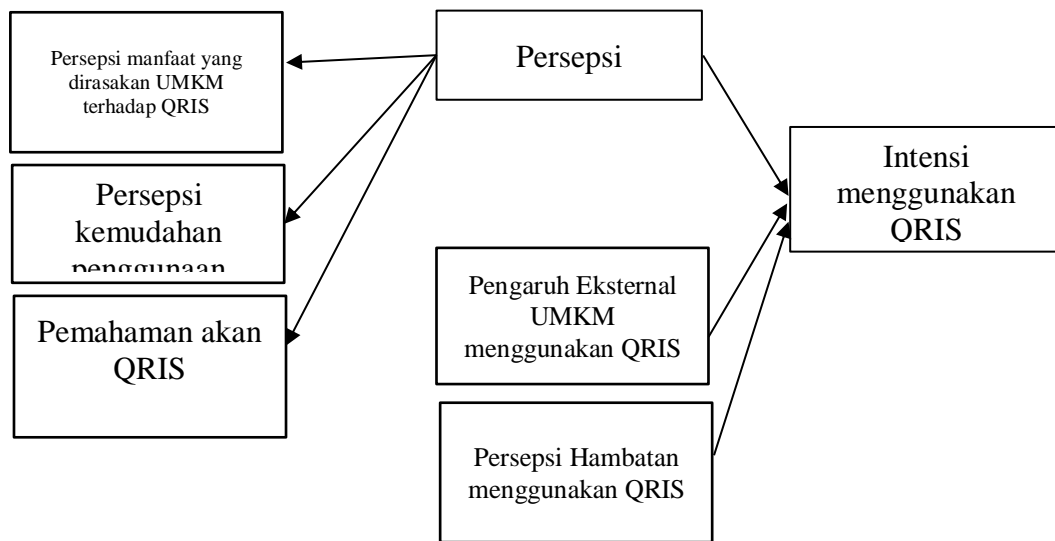 Persepsi manfaat yang
dirasakan UMKM
terhadap QRIS
Persepsi
kemudahan
penggunaan
Pemahaman akan
QRIS
Persepsi
Pengaruh Eksternal
UMKM
menggunakan QRIS
Persepsi Hambatan
menggunakan QRIS
Intensi
menggunakan
QRIS